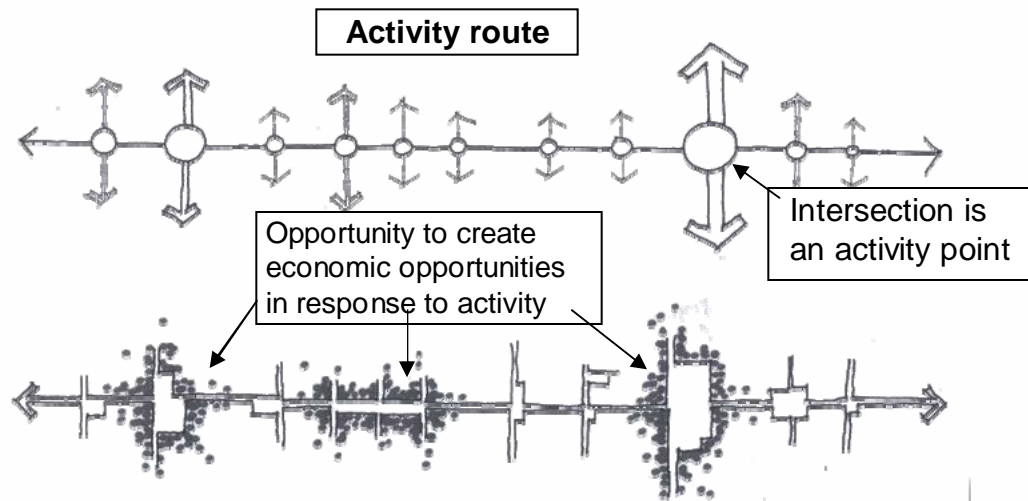 Activity route
Intersection is
an activity point
Opportunity to create
economic opportunities
in response to activity